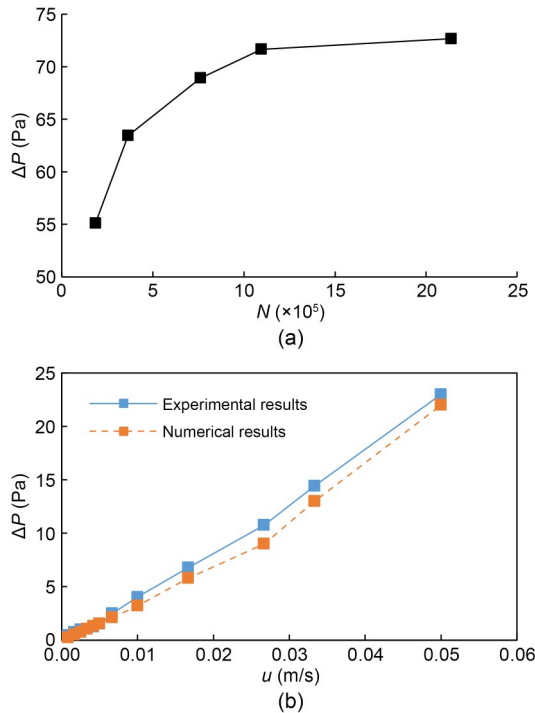 75
70
65
60
55
50
ΔP (Pa)
0 5 10 15 20 25
N (×10⁵)
(a)
25
20
15
10
5
0
ΔP (Pa)
Experimental results
Numerical results
0.00 0.01 0.02 0.03 0.04 0.05 0.06
u (m/s)
(b)